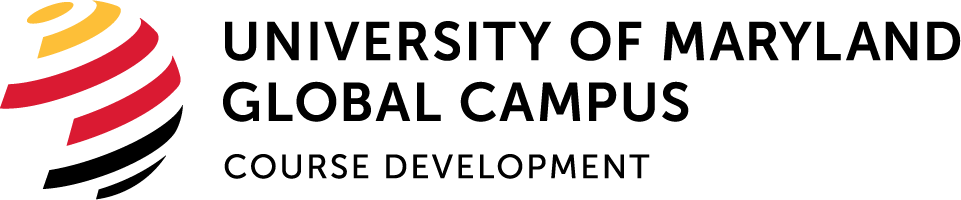 UNIVERSITY OF MARYLAND
GLOBAL CAMPUS
COURSE DEVELOPMENT